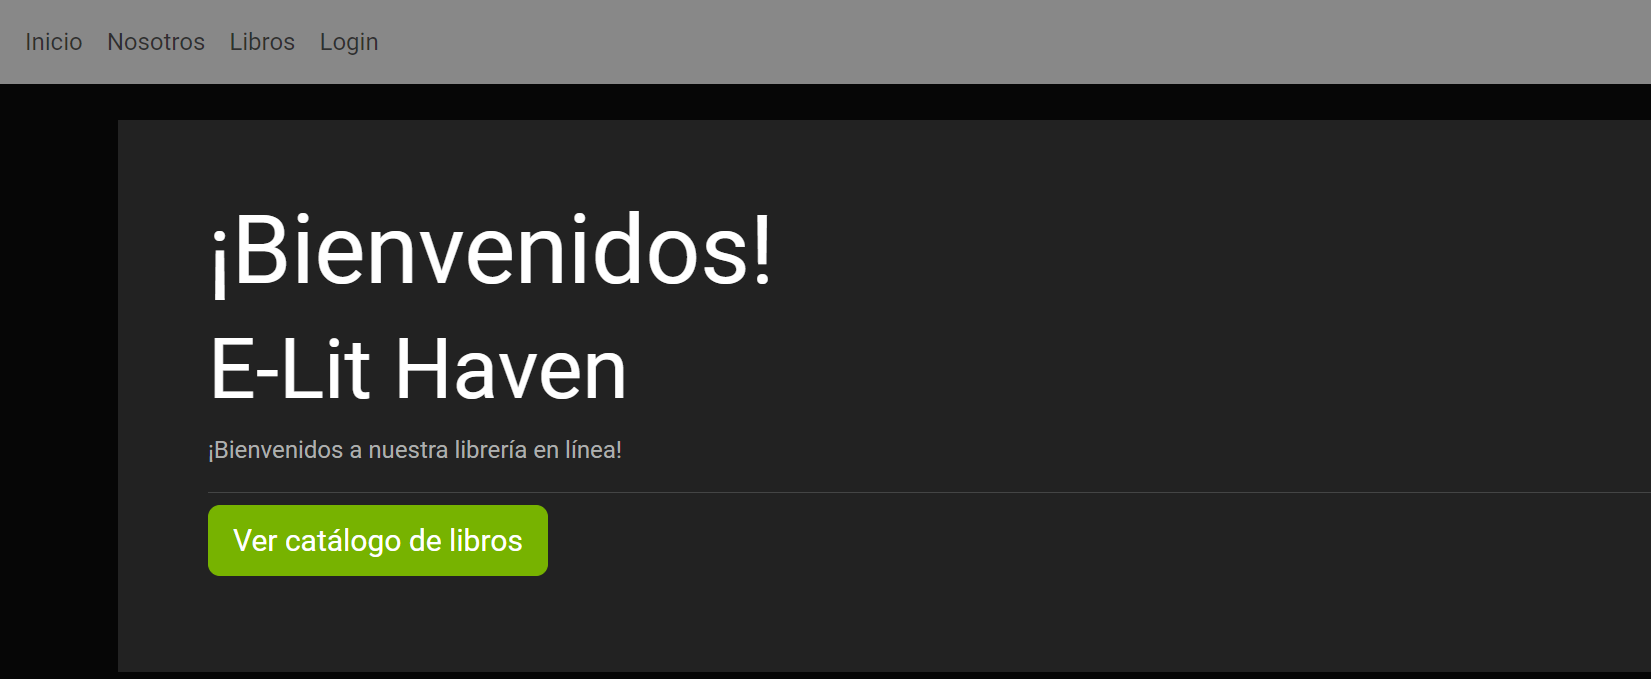 Inicio Nosotros Libros Login
¡Bienvenidos!
E-Lit Haven
¡Bienvenidos a nuestra librería en línea!
Ver catálogo de libros